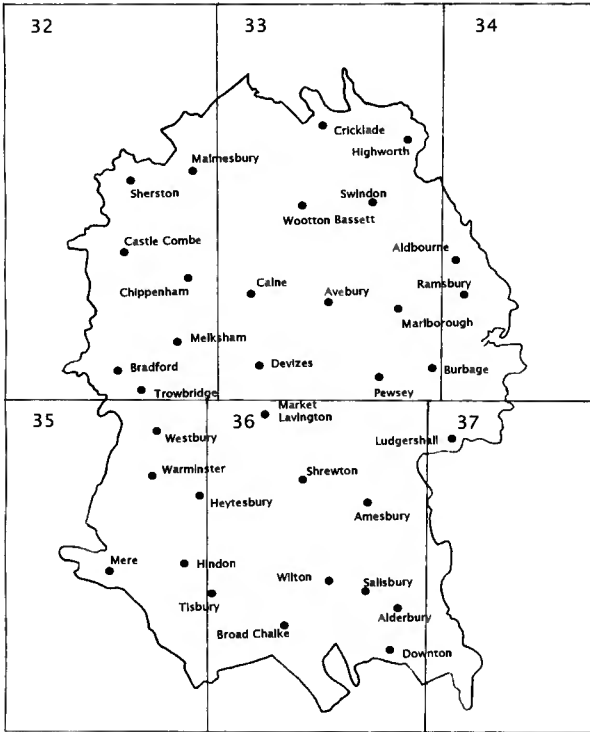 32
33
34
Cricklade
Highworth
Malmesbury
Sherston
Swindon
Wootton Bassett
Castle Combe
Aldbourne
Chippenham
Calne
Avebury
Ramsbury
Marlborough
Melksham
Bradford
Devizes
Burbage
Trowbridge
Pewsey
35
36
37
Market
Lavington
Westbury
Ludgershall
Warminster
Shrewton
Heytesbury
Amesbury
Mere
Hindon
Wilton
Salisbury
Tisbury
Alderbury
Broad Chalke
Downton